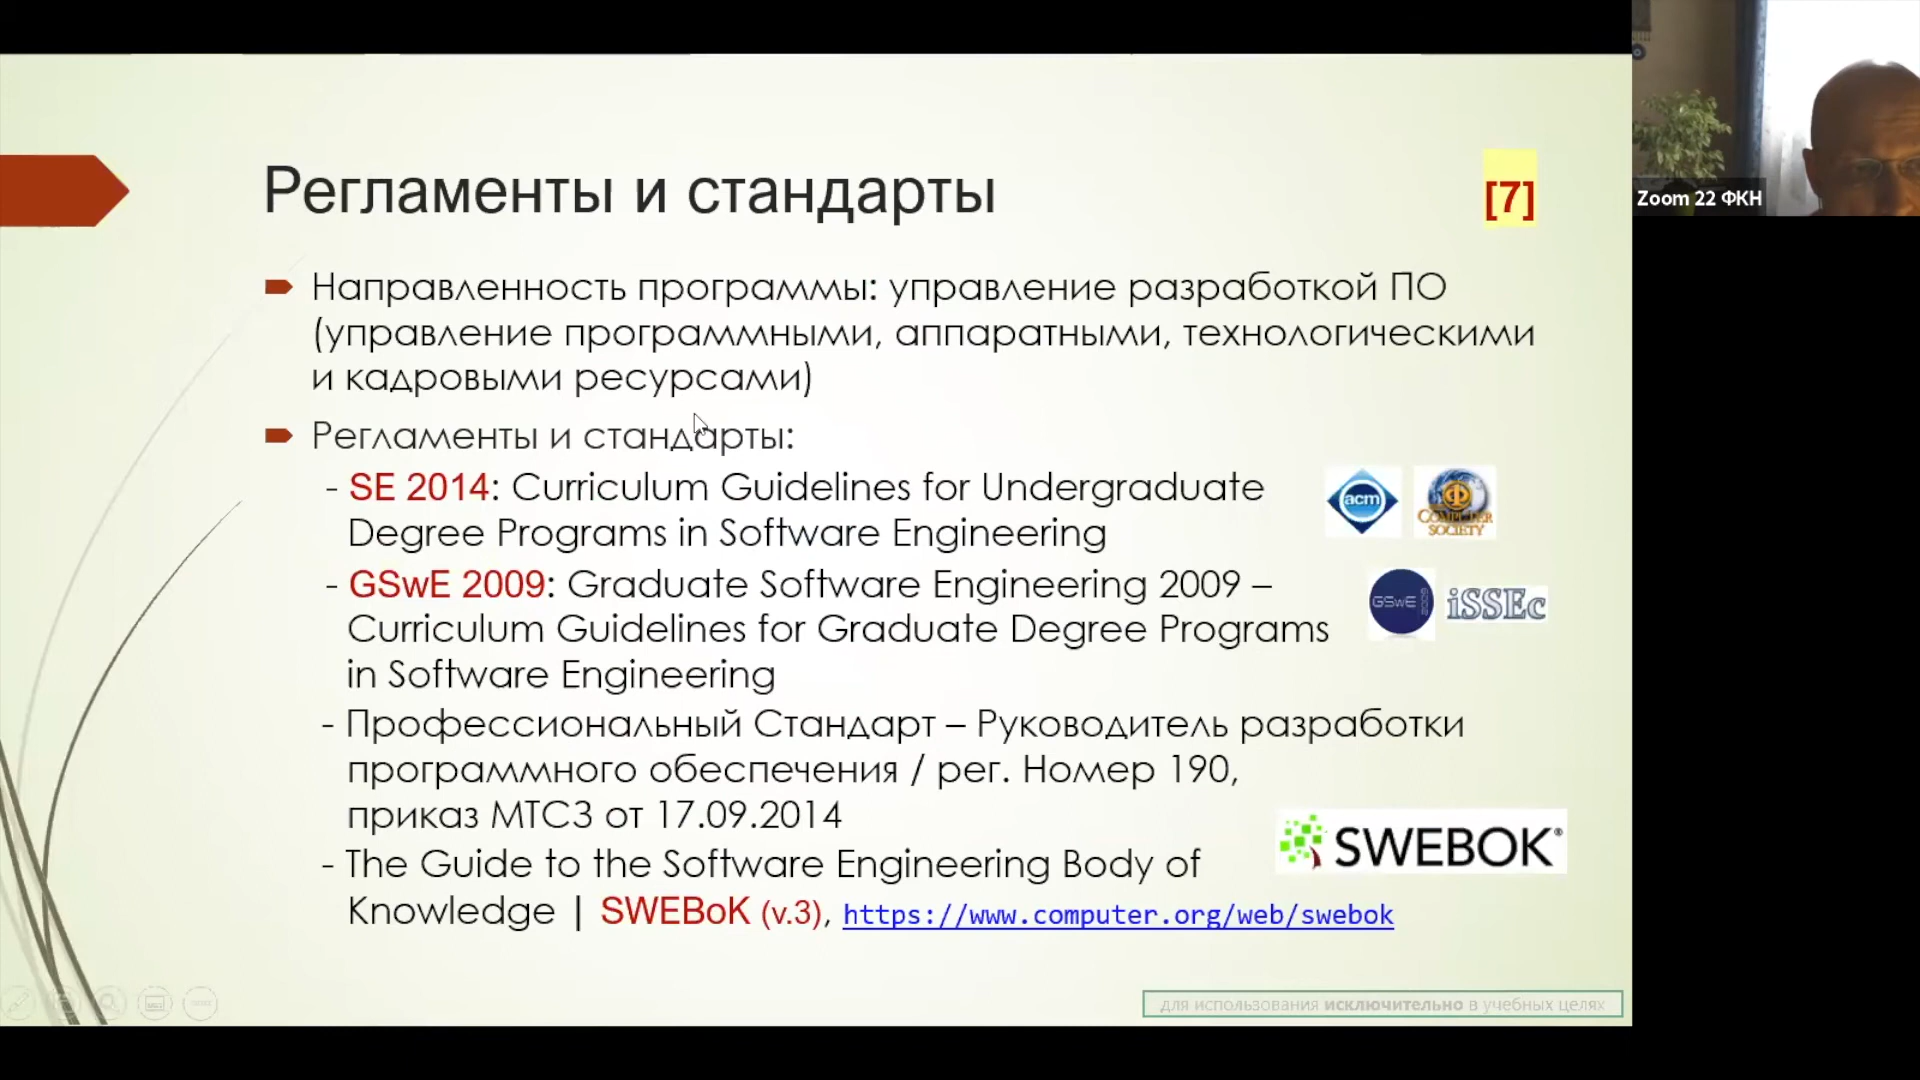 Регламенты и стандарты
[7]
Zoom 22 ФКН
Направленность программы: управление разработкой ПО
(управление программными, аппаратными, технологическими
и кадровыми ресурсами)
Регламенты и стандарты:
- SE 2014: Curriculum Guidelines for Undergraduate
Degree Programs in Software Engineering
acm
COMPUTER
SOCIETY
- GSwE 2009: Graduate Software Engineering 2009 –
Curriculum Guidelines for Graduate Degree Programs
in Software Engineering
GSwE 2009
iSSEc
- Профессиональный Стандарт – Руководитель разработки
программного обеспечения / рег. Номер 190,
приказ МТСЗ от 17.09.2014
SWEBOK®
- The Guide to the Software Engineering Body of
Knowledge | SWEBoK (v.3), https://www.computer.org/web/swebok
для использования исключительно в учебных целях